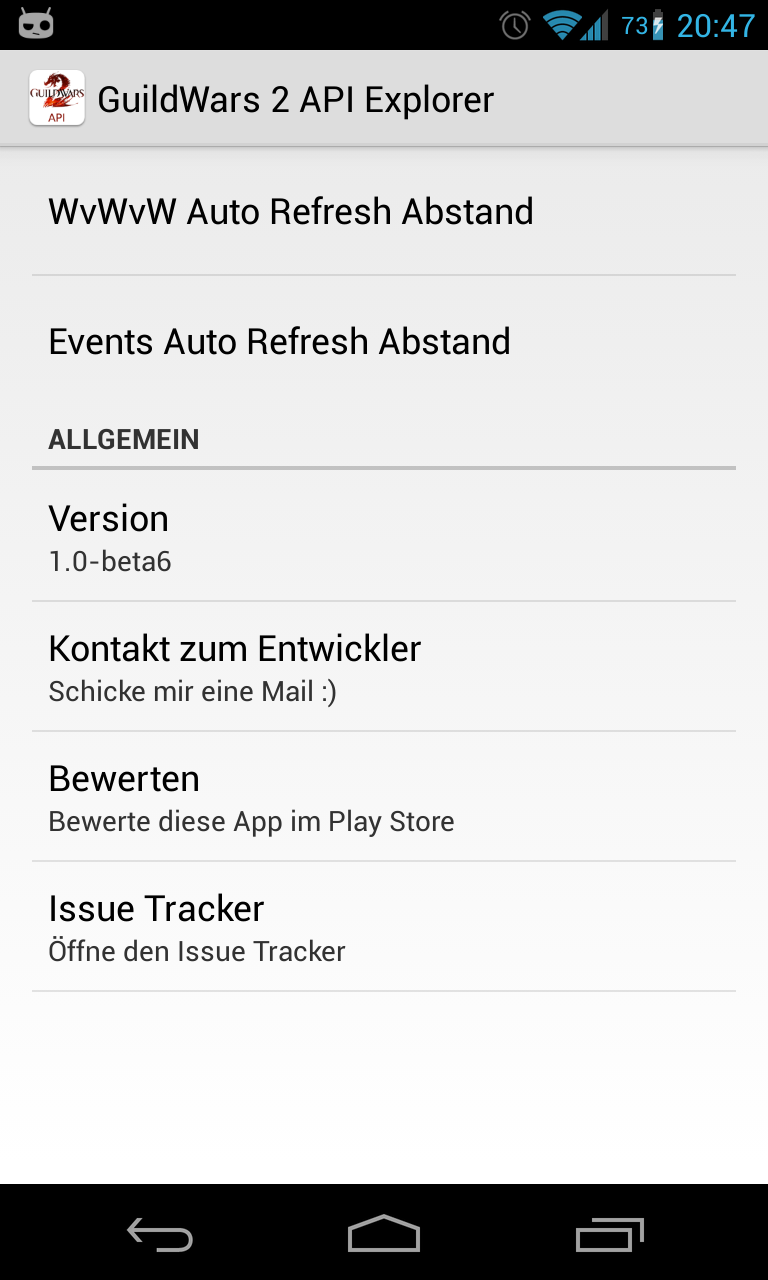 73 20:47
GUILDWARS
2
API
GuildWars 2 API Explorer
WvWvW Auto Refresh Abstand
Events Auto Refresh Abstand
ALLGEMEIN
Version
1.0-beta6
Kontakt zum Entwickler
Schicke mir eine Mail :)
Bewerten
Bewerte diese App im Play Store
Issue Tracker
Öffne den Issue Tracker